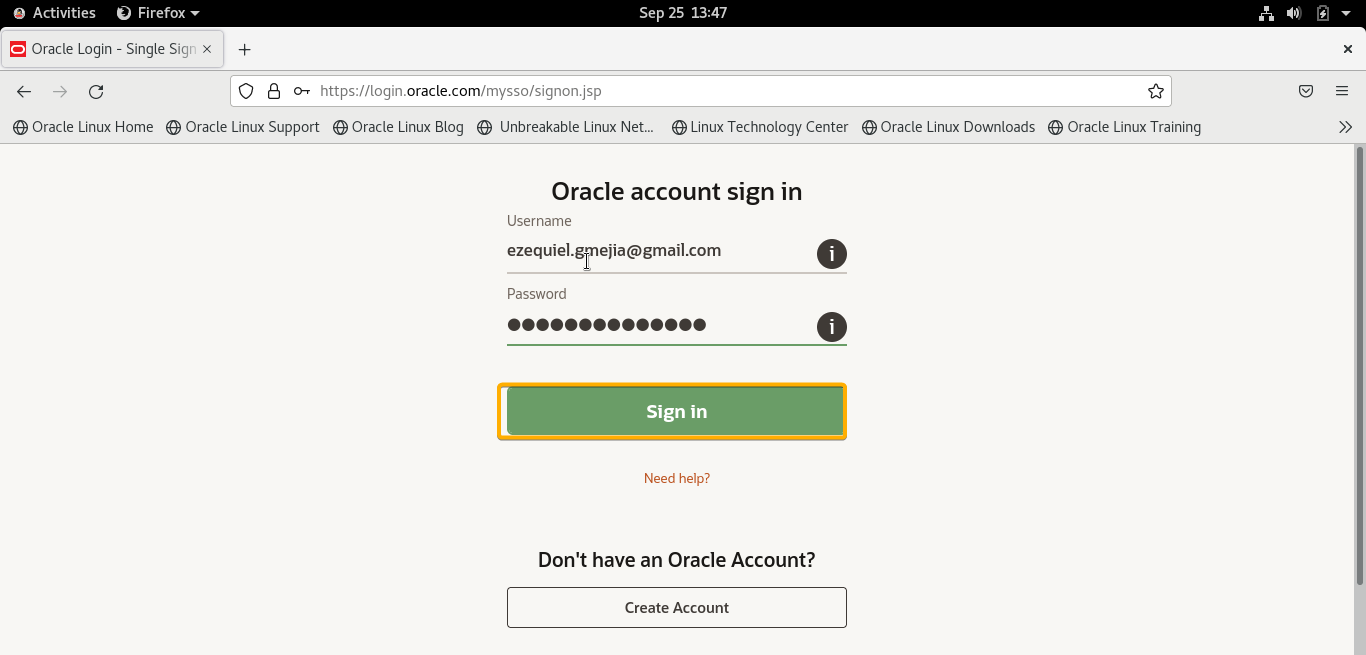 Activities Firefox Sep 25 13:47
Oracle Login - Single Sign
https://login.oracle.com/mysso/signon.jsp
Oracle Linux Home Oracle Linux Support Oracle Linux Blog Unbreakable Linux Net... Linux Technology Center Oracle Linux Downloads Oracle Linux Training
Oracle account sign in
Username
ezequiel.gmejia@gmail.com
Password
Sign in
Need help?
Don't have an Oracle Account?
Create Account